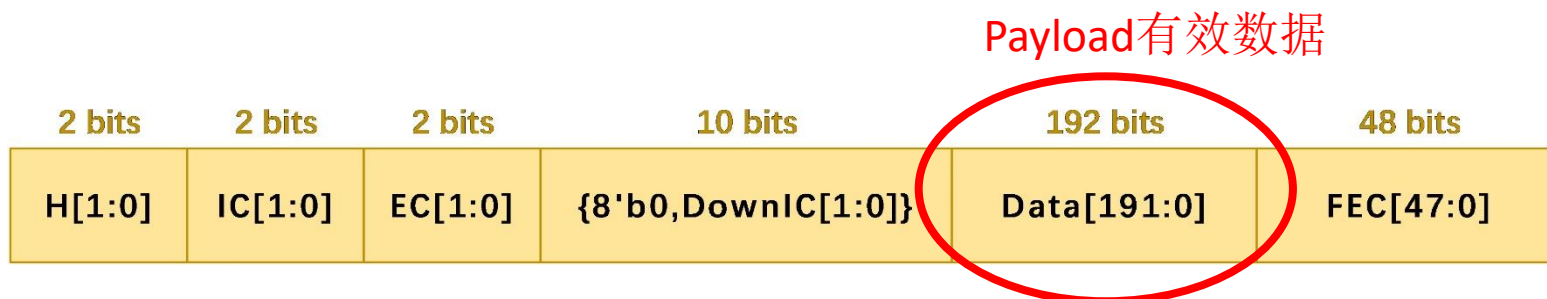 Payload有效数据
2 bits 2 bits 2 bits 10 bits 192 bits 48 bits
H[1:0] IC[1:0] EC[1:0] {8'b0,DownIC[1:0]} Data[191:0] FEC[47:0]